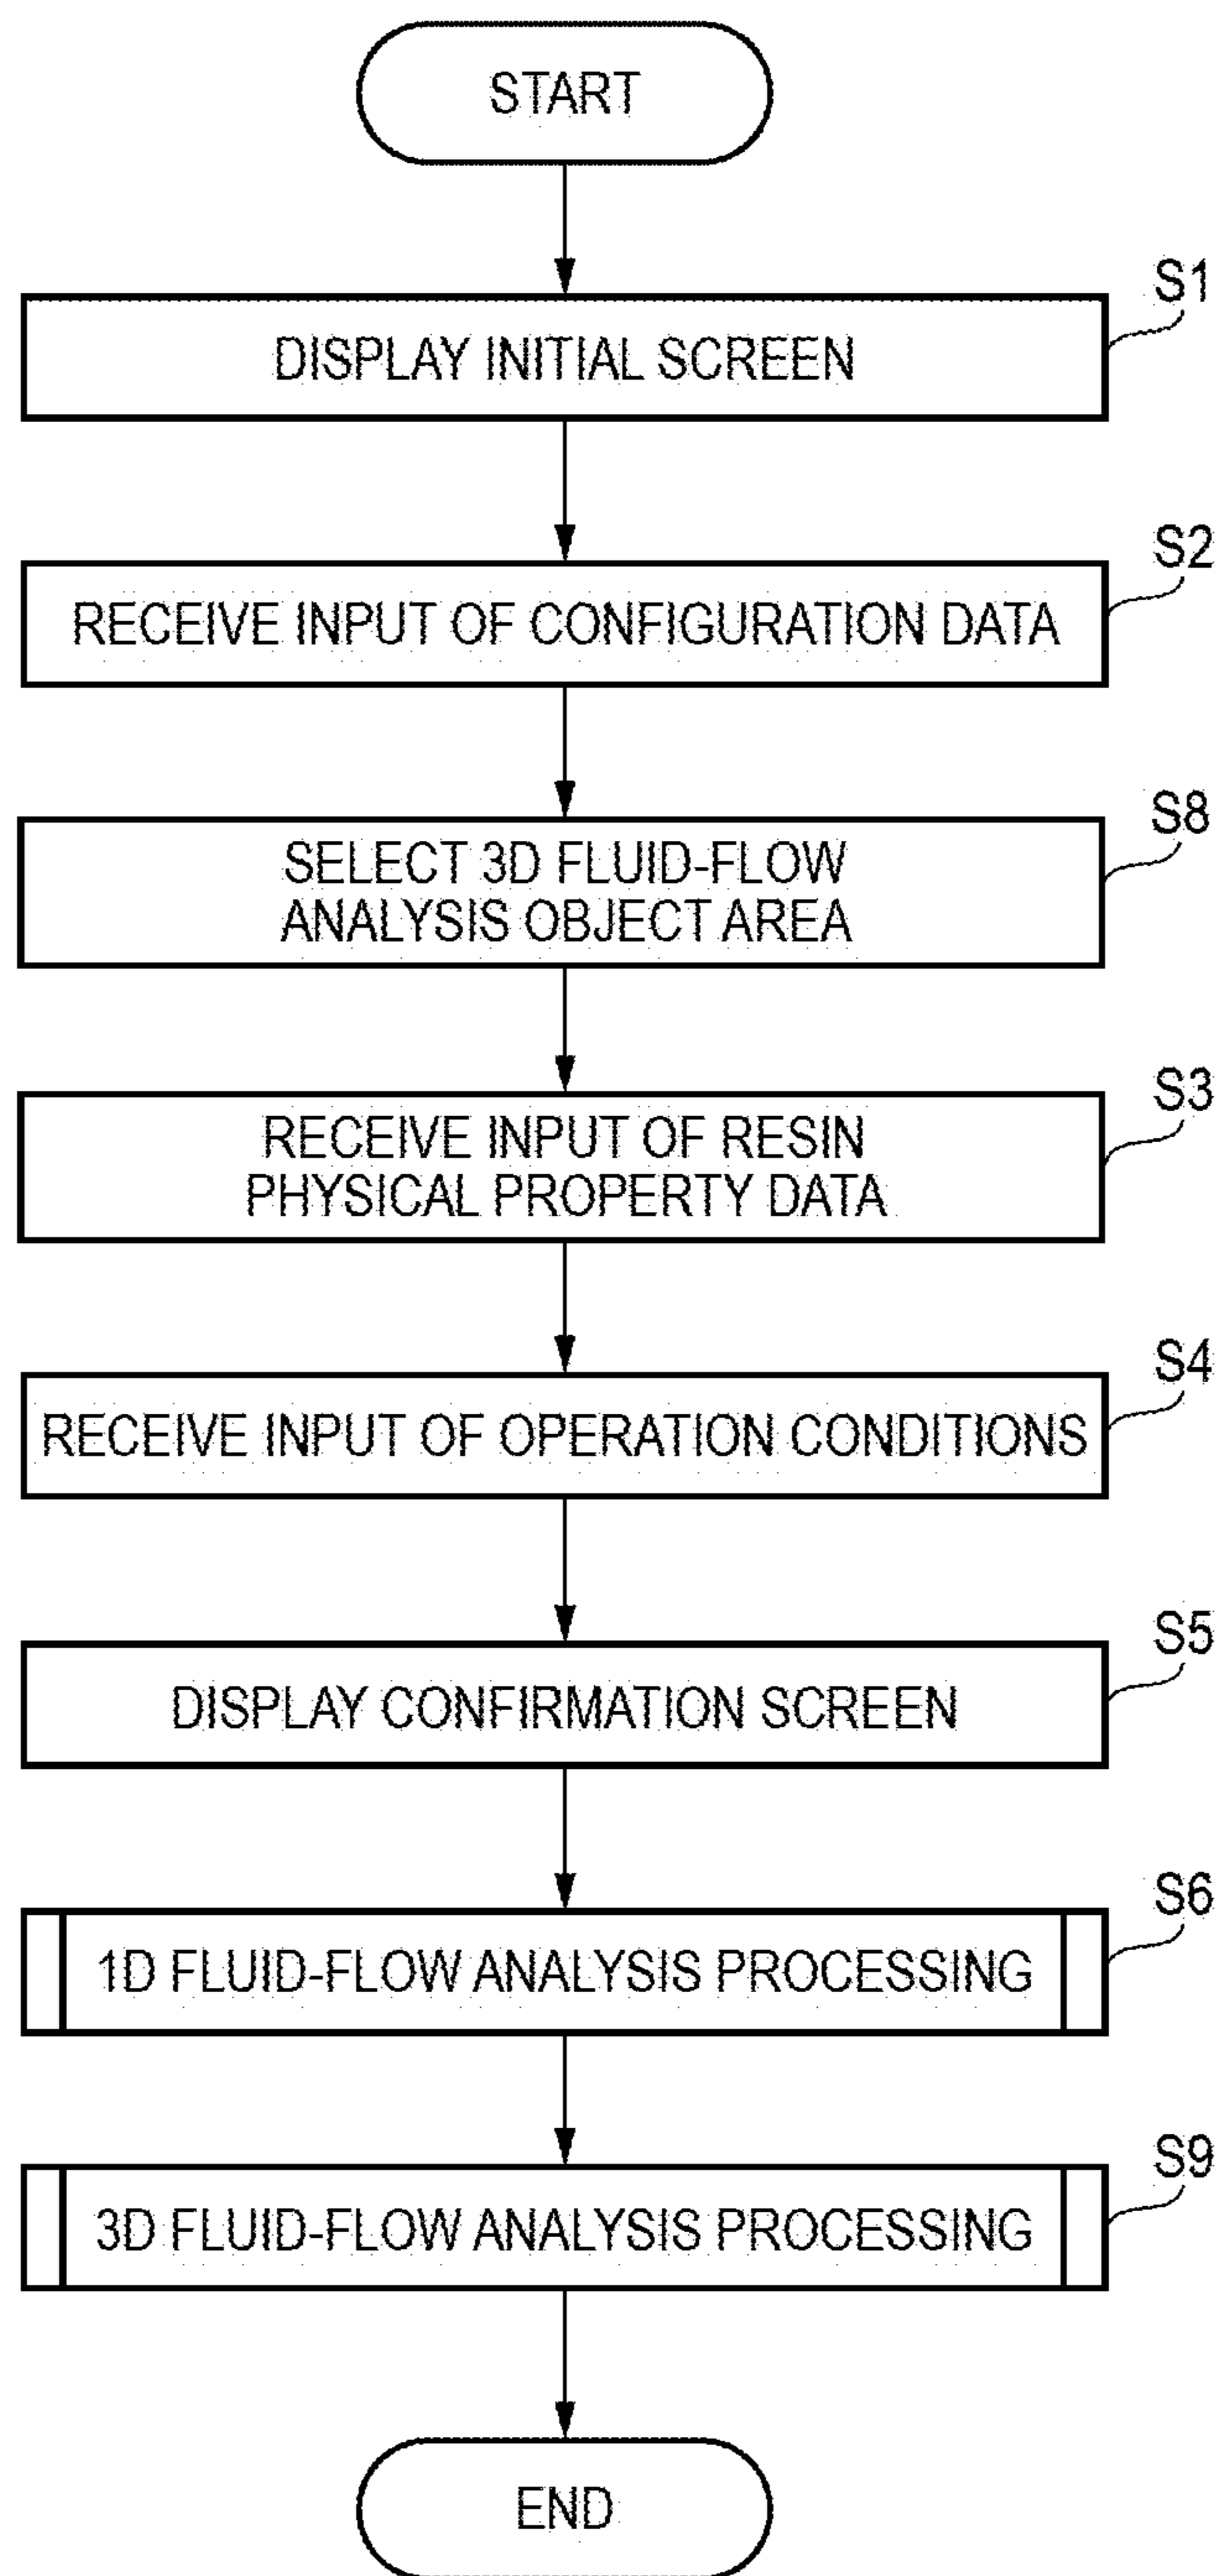 START
S1
DISPLAY INITIAL SCREEN
S2
RECEIVE INPUT OF CONFIGURATION DATA
S8
SELECT 3D FLUID-FLOW
ANALYSIS OBJECT AREA
S3
RECEIVE INPUT OF RESIN
PHYSICAL PROPERTY DATA
S4
RECEIVE INPUT OF OPERATION CONDITIONS
S5
DISPLAY CONFIRMATION SCREEN
S6
1D FLUID-FLOW ANALYSIS PROCESSING
S9
3D FLUID-FLOW ANALYSIS PROCESSING
END